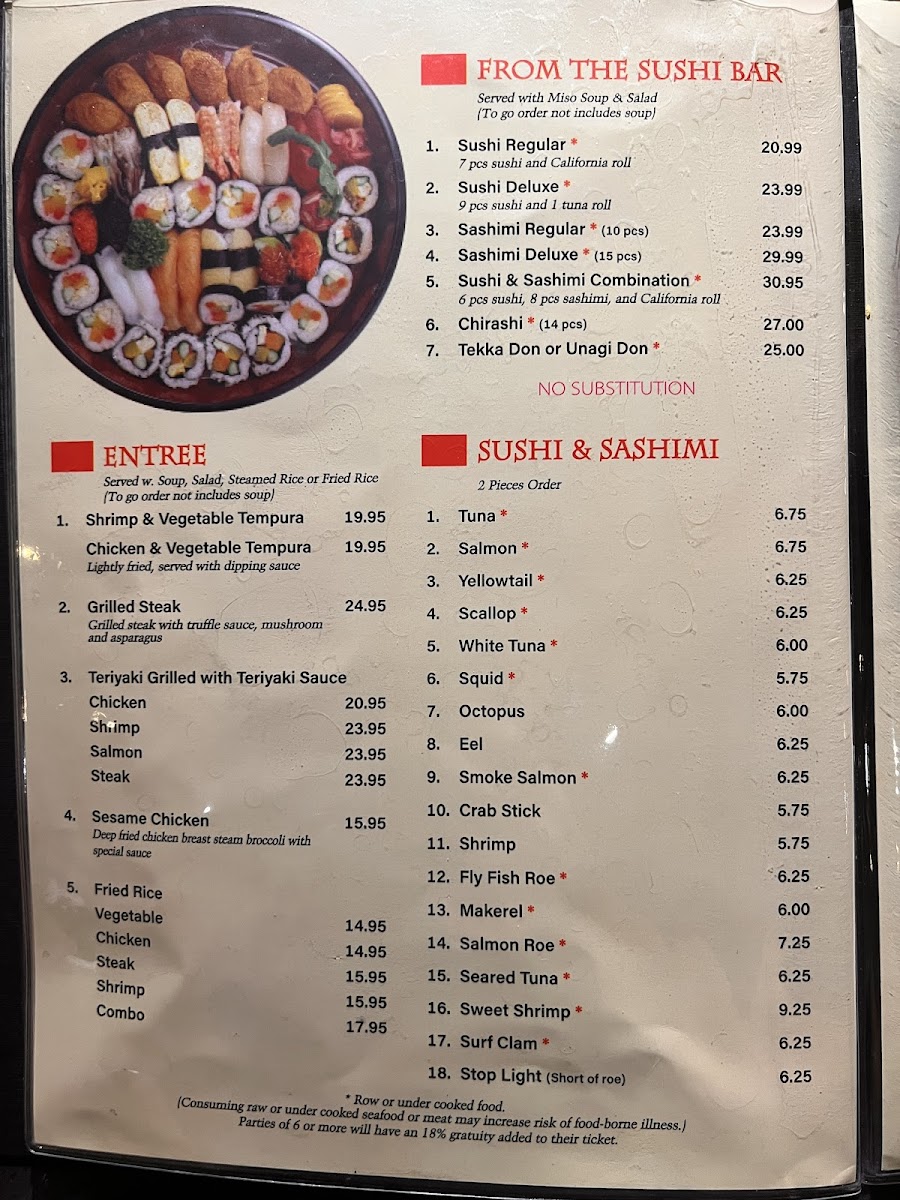 FROM THE SUSHI BAR
Served with Miso Soup & Salad
(To go order not includes soup)
1. Sushi Regular * 20.99
7 pcs sushi and California roll
2. Sushi Deluxe * 23.99
9 pcs sushi and 1 tuna roll
3. Sashimi Regular * (10 pcs) 23.99
4. Sashimi Deluxe * (15 pcs) 29.99
5. Sushi & Sashimi Combination * 30.95
6 pcs sushi, 8 pcs sashimi, and California roll
6. Chirashi * (14 pcs) 27.00
7. Tekka Don or Unagi Don * 25.00
NO SUBSTITUTION
ENTREE
Served w. Soup, Salad, Steamed Rice or Fried Rice
(To go order not includes soup)
1. Shrimp & Vegetable Tempura 19.95
Chicken & Vegetable Tempura 19.95
Lightly fried, served with dipping sauce
2. Grilled Steak 24.95
Grilled steak with truffle sauce, mushroom
and asparagus
3. Teriyaki Grilled with Teriyaki Sauce
Chicken 20.95
Shrimp 23.95
Salmon 23.95
Steak 23.95
4. Sesame Chicken 15.95
Deep fried chicken breast steam broccoli with
special sauce
5. Fried Rice
Vegetable 14.95
Chicken 14.95
Steak 15.95
Shrimp 15.95
Combo 17.95
SUSHI & SASHIMI
2 Pieces Order
1. Tuna * 6.75
2. Salmon * 6.75
3. Yellowtail * 6.25
4. Scallop * 6.25
5. White Tuna * 6.00
6. Squid * 5.75
7. Octopus 6.00
8. Eel 6.25
9. Smoke Salmon * 6.25
10. Crab Stick 5.75
11. Shrimp 5.75
12. Fly Fish Roe * 6.25
13. Makerel * 6.00
14. Salmon Roe * 7.25
15. Seared Tuna * 6.25
16. Sweet Shrimp * 9.25
17. Surf Clam * 6.25
18. Stop Light (Short of roe) 6.25
* Row or under cooked food.
(Consuming raw or under cooked seafood or meat may increase risk of food-borne illness.)
Parties of 6 or more will have an 18% gratuity added to their ticket.